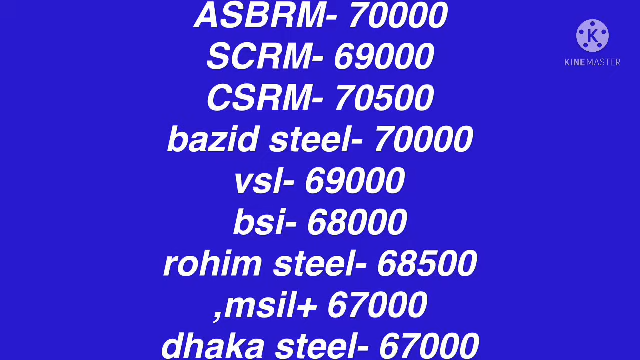 ASBRM- 70000
SCRM- 69000
CSRM- 70500
bazid steel- 70000
vsl- 69000
bsi- 68000
rohim steel- 68500
,msil+ 67000
dhaka steel- 67000
K
KINEMASTER